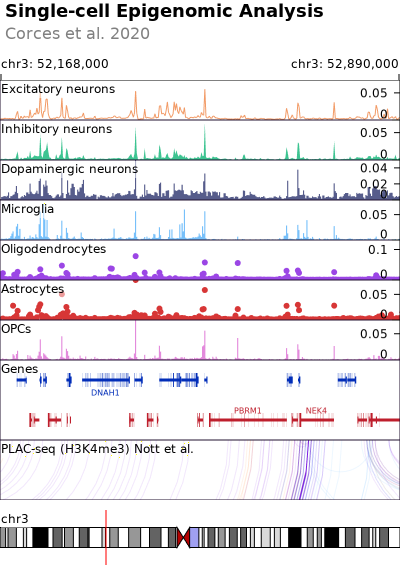 Single-cell Epigenomic Analysis
Corces et al. 2020
chr3: 52,168,000 chr3: 52,890,000
Excitatory neurons 0.05
0
Inhibitory neurons 0.05
0
Dopaminergic neurons 0.04
0.02
0
Microglia 0.05
0
Oligodendrocytes 0.1
0
Astrocytes 0.05
0
OPCs 0.05
0
Genes
DNAH1
PBRM1 NEK4
PLAC-seq (H3K4me3) Nott et al.
chr3